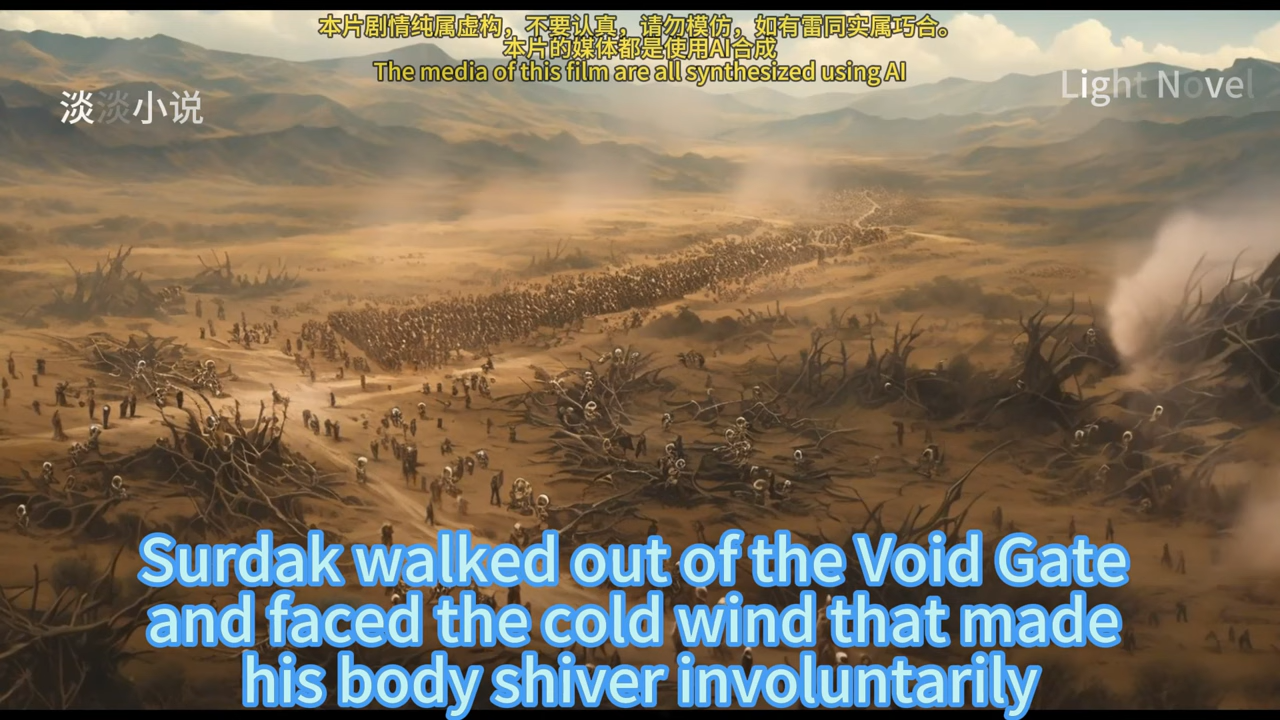 本片剧情纯属虚构，不要认真，请勿模仿，如有雷同实属巧合。
本片的媒体都是使用AI合成
The media of this film are all synthesized using AI
淡淡小说
Light Novel
Surdak walked out of the Void Gate
and faced the cold wind that made
his body shiver involuntarily